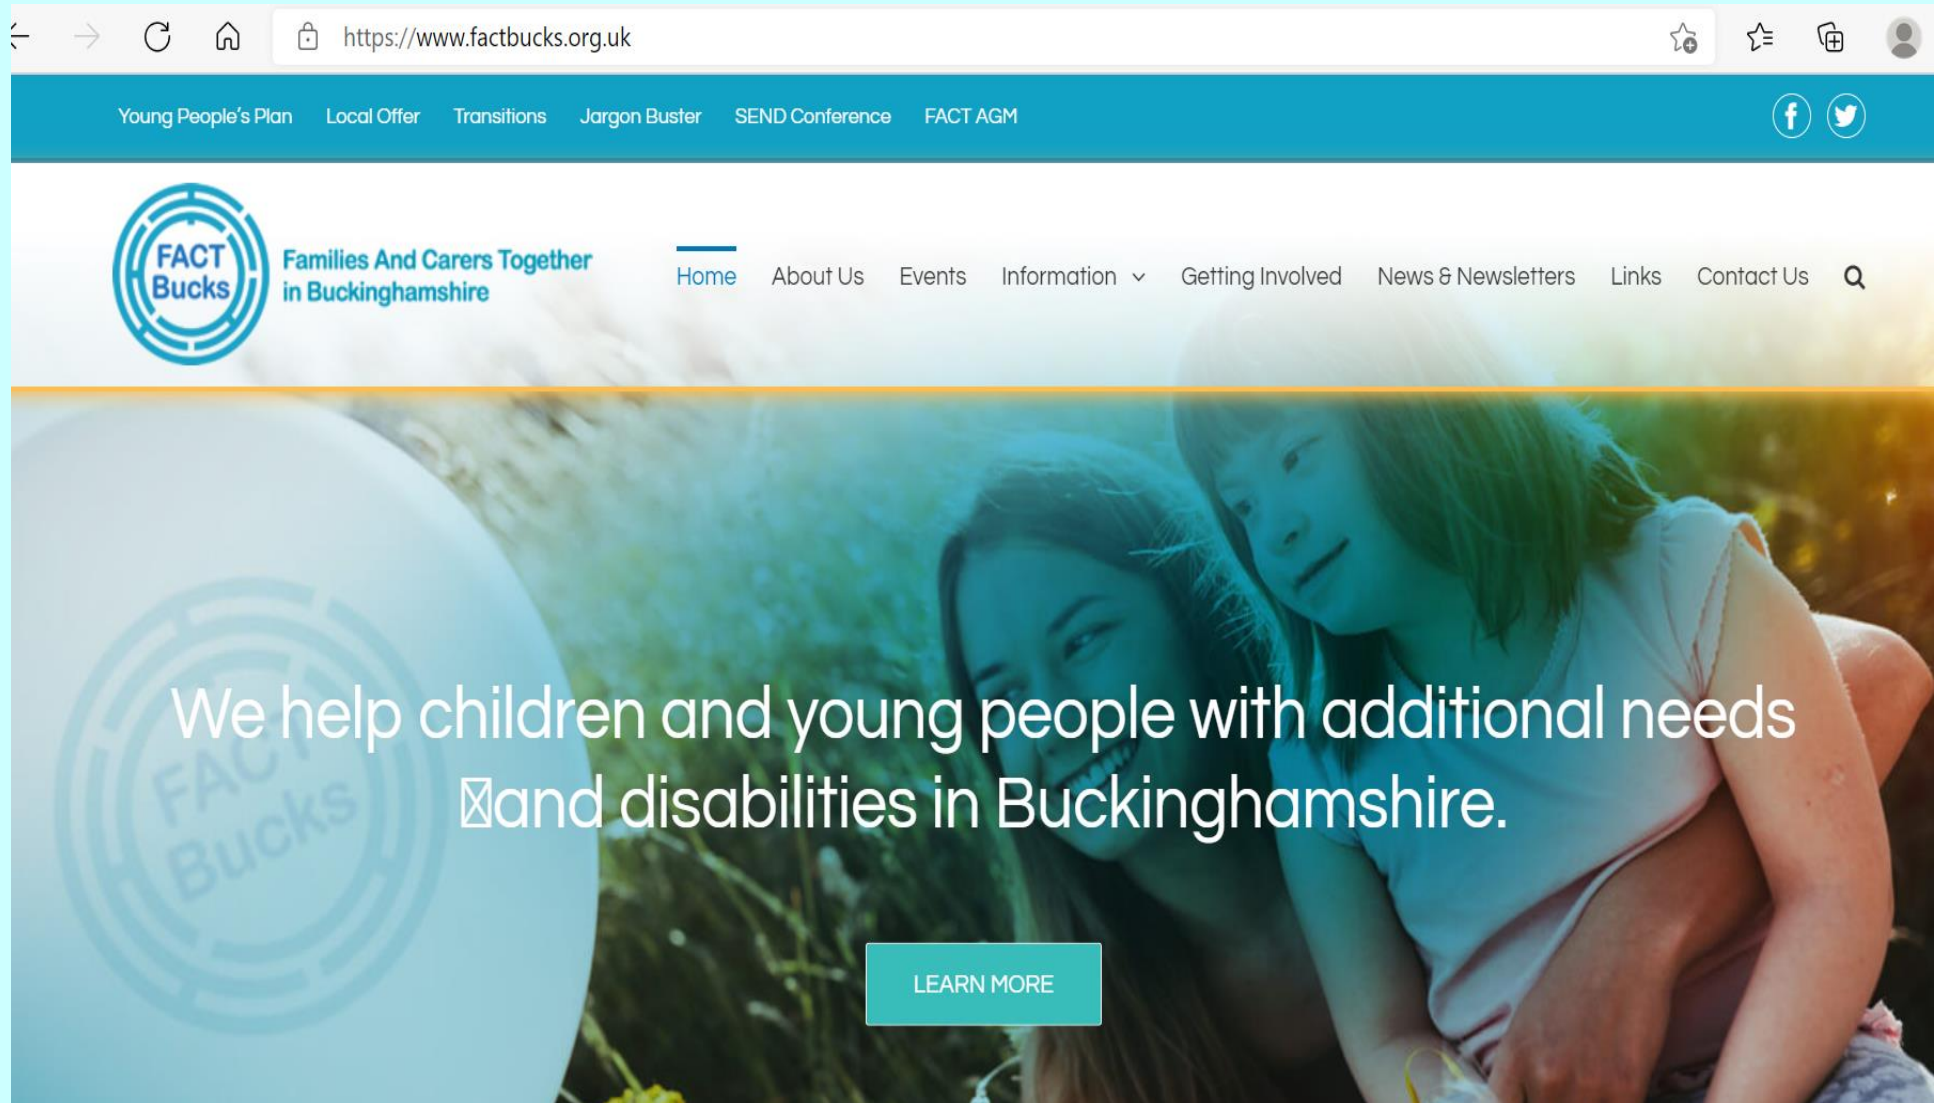 https://www.factbucks.org.uk
Young People's Plan Local Offer Transitions Jargon Buster SEND Conference FACT AGM
FACT Bucks
Families And Carers Together
in Buckinghamshire
Home About Us Events Information Getting Involved News & Newsletters Links Contact Us
We help children and young people with additional needs
and disabilities in Buckinghamshire.
FACT
Bucks
LEARN MORE